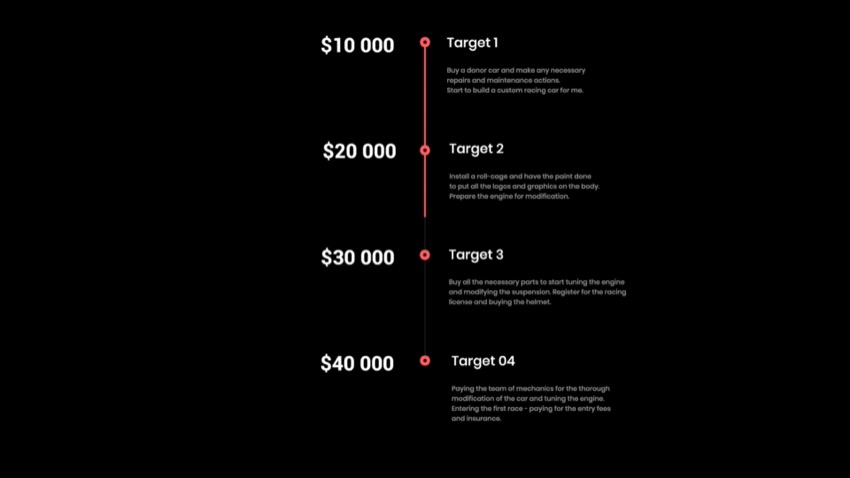 $10 000
Target 1
Buy a donor car and make any necessary
repairs and maintenance actions.
Start to build a custom racing car for me.
$20 000
Target 2
Install a roll-cage and have the paint done
to put all the logos and graphics on the body.
Prepare the engine for modification.
$30 000
Target 3
Buy all the necessary parts to start tuning the engine
and modifying the suspension. Register for the racing
license and buying the helmet.
$40 000
Target 04
Paying the team of mechanics for the thorough
modification of the car and tuning the engine.
Entering the first race - paying for the entry fees
and insurance.